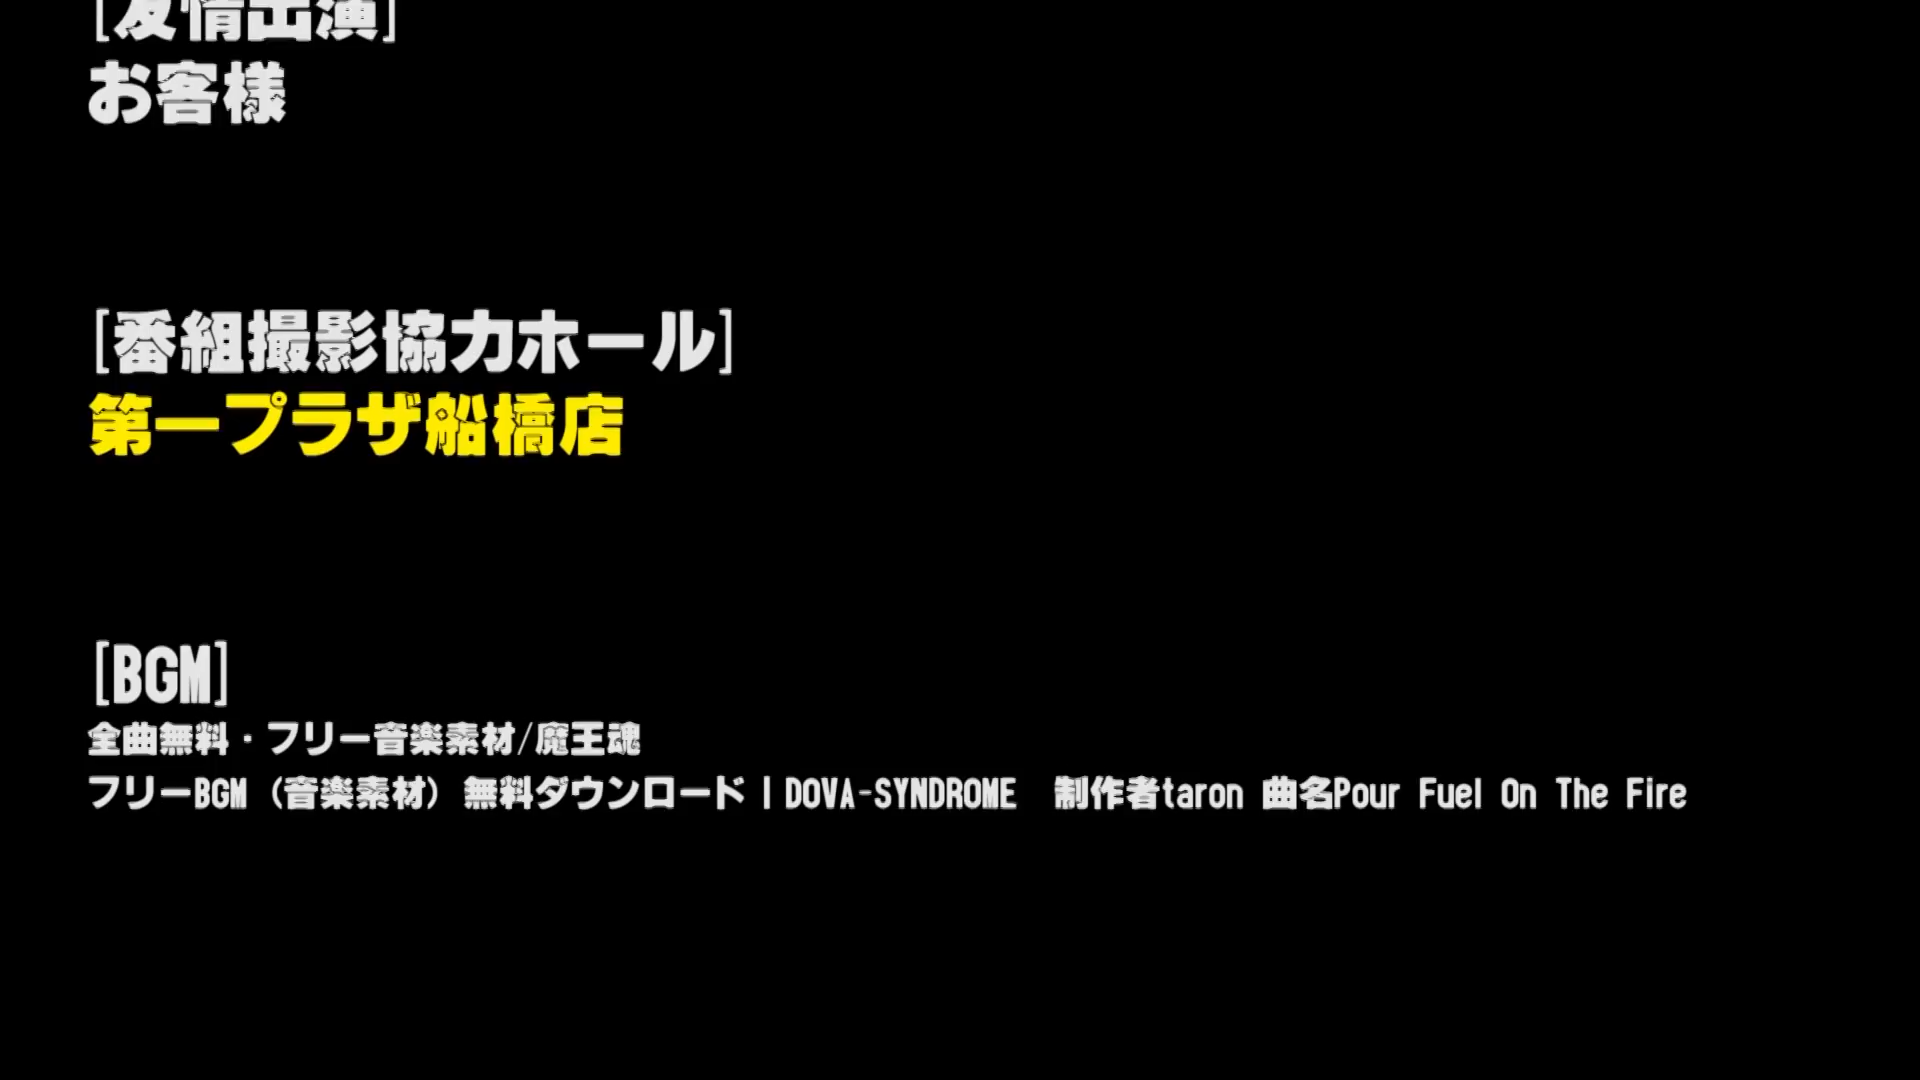 [友情出演]
お客様
[番組撮影協力ホール]
第一プラザ船橋店
[BGM]
全曲無料・フリー音楽素材/魔王魂
フリーBGM（音楽素材）無料ダウンロード｜DOVA-SYNDROME　制作者taron 曲名Pour Fuel On The Fire